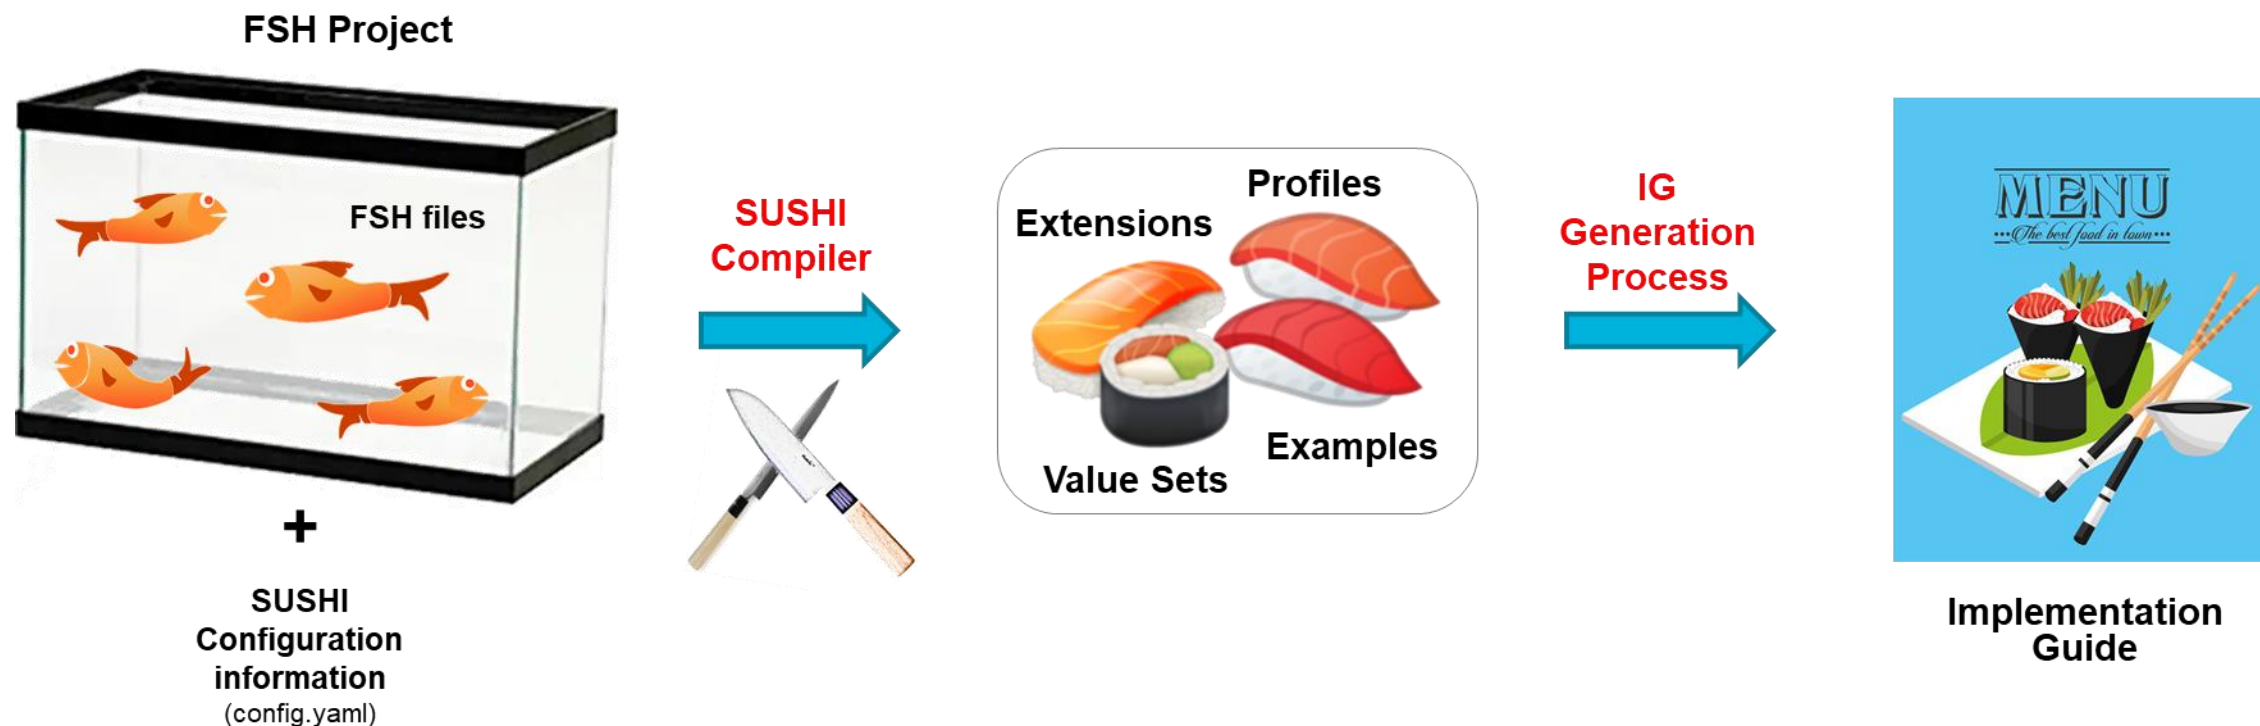 FSH Project
FSH files
+
SUSHI
Configuration
information
(config.yaml)
SUSHI
Compiler
Profiles
Extensions
Examples
Value Sets
IG
Generation
Process
MENU
The best food in town
Implementation
Guide